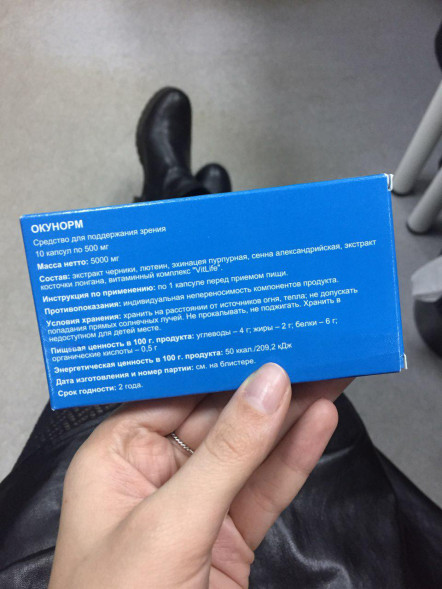 ОКУНОРМ
Средство для поддержания зрения
10 капсул по 500 мг
Масса нетто: 5000 мг
Состав: экстракт черники, лютеин, эхинацея пурпурная, сенна александрийская, экстракт
косточки лонгана, витаминный комплекс "VitLife".
Инструкция по применению: по 1 капсуле перед приемом пищи.
Противопоказания: индивидуальная непереносимость компонентов продукта.
Условия хранения: хранить на расстоянии от источников огня, тепла; не допускать
попадания прямых солнечных лучей. Не прокалывать, не поджигать. Хранить в
недоступном для детей месте.
Пищевая ценность в 100 г. продукта: углеводы – 4 г; жиры – 2 г; белки – 6 г;
органические кислоты – 0,5 г
Энергетическая ценность в 100 г. продукта: 50 ккал./209,2 кДж
Дата изготовления и номер партии: см. на блистере.
Срок годности: 2 года.